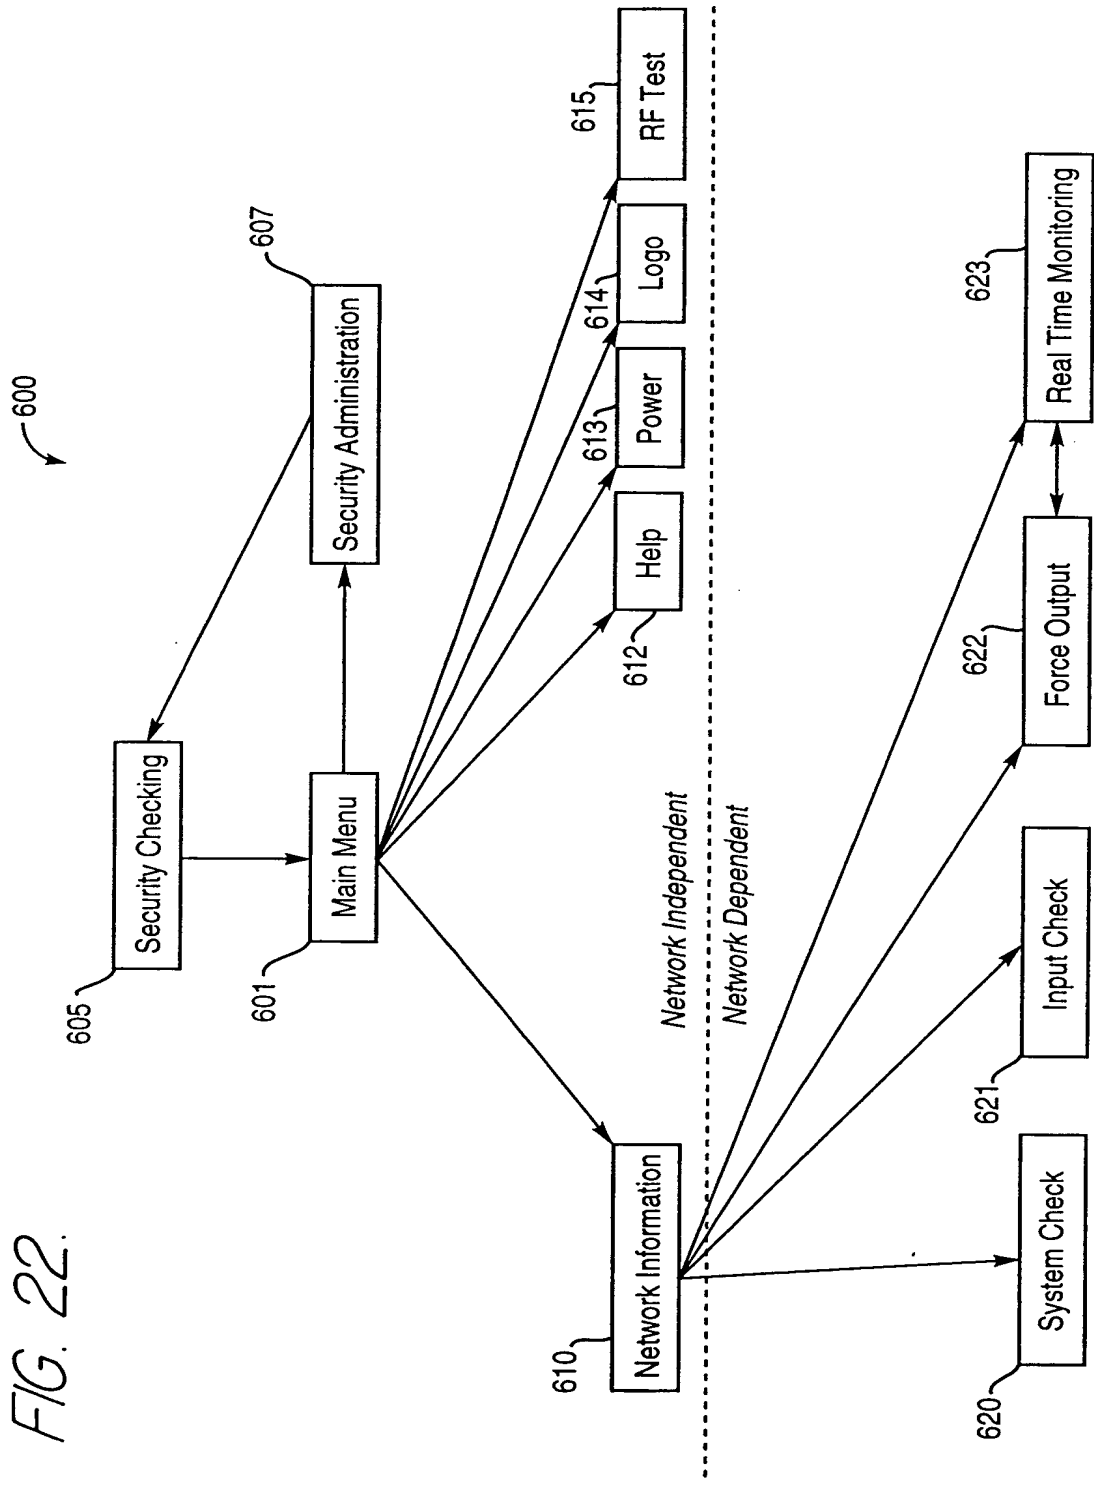 FIG. 22.
600
605
Security Checking
607
601
Main Menu
Security Administration
610
Network Information
612
Help
613
Power
614
Logo
615
RF Test
Network Independent
Network Dependent
620
System Check
621
Input Check
622
Force Output
623
Real Time Monitoring